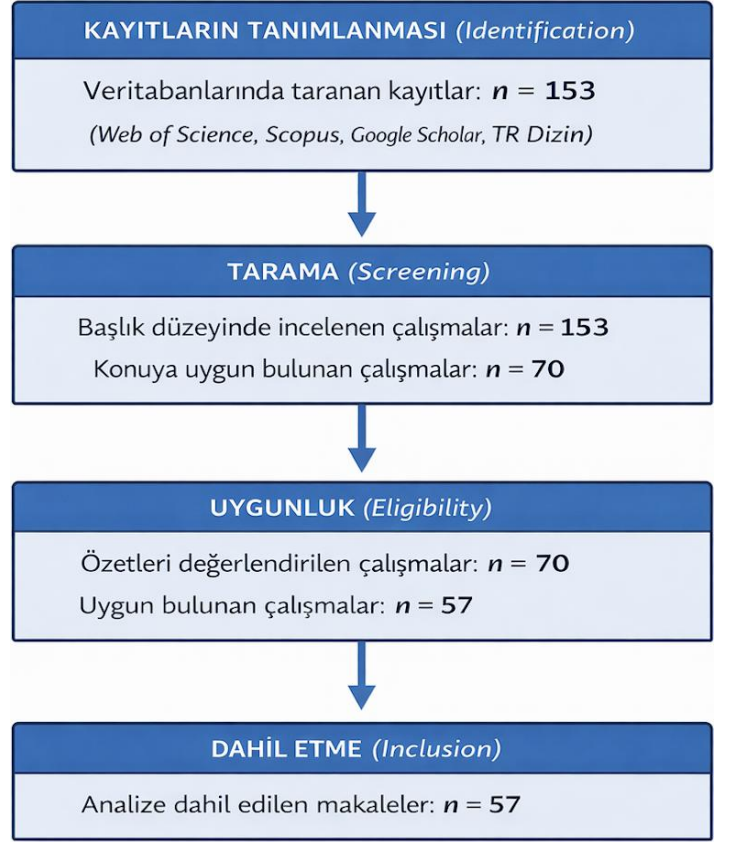 KAYITLARIN TANIMLANMASI (Identification)
Veritabanlarında taranan kayıtlar: n = 153
(Web of Science, Scopus, Google Scholar, TR Dizin)
TARAMA (Screening)
Başlık düzeyinde incelenen çalışmalar: n = 153
Konuya uygun bulunan çalışmalar: n = 70
UYGUNLUK (Eligibility)
Özetleri değerlendirilen çalışmalar: n = 70
Uygun bulunan çalışmalar: n = 57
DAHİL ETME (Inclusion)
Analize dahil edilen makaleler: n = 57